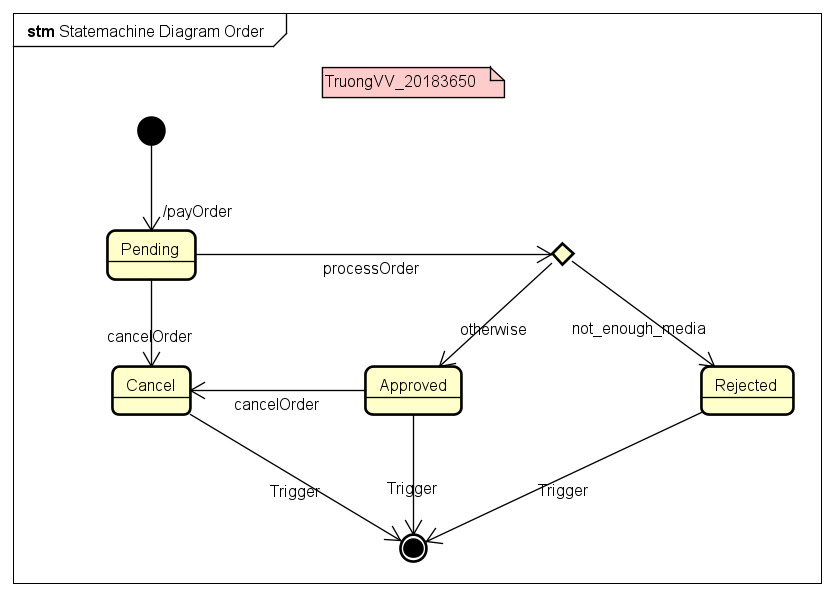 stm Statemachine Diagram Order
TruongVV_20183650
/payOrder
Pending
processOrder
otherwise
not_enough_media
cancelOrder
Cancel
Approved
Rejected
cancelOrder
Trigger
Trigger
Trigger